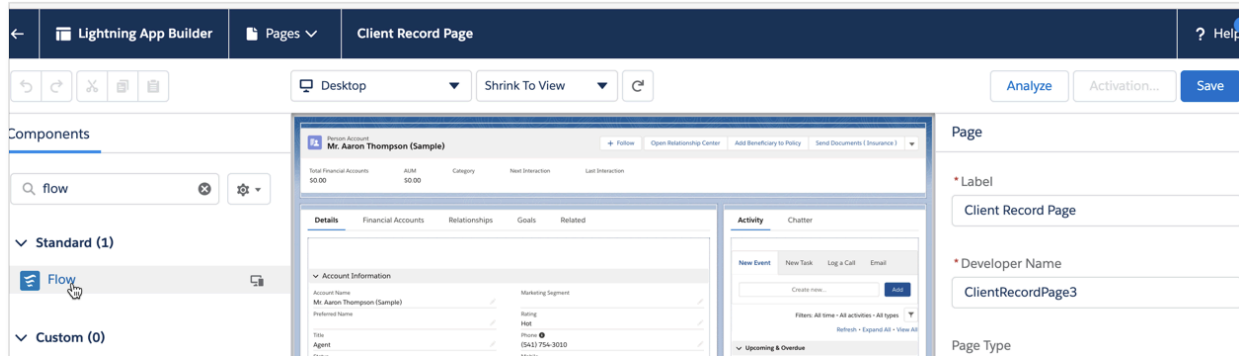 Lightning App Builder
Pages
Client Record Page
? Help
Desktop
Shrink To View
Analyze
Activation...
Save
Components
flow
Standard (1)
Flow
Custom (0)
Person Account
Mr. Aaron Thompson (Sample)
+ Follow
Open Relationship Center
Add Beneficiary to Policy
Send Documents ( Insurance )
Total Financial Accounts
AUM
Category
Next Interaction
Last Interaction
$0.00
$0.00
Details
Financial Accounts
Relationships
Goals
Related
Account Information
Account Name
Mr. Aaron Thompson (Sample)
Marketing Segment
Preferred Name
Rating
Hot
Title
Agent
Phone
(541) 754-3010
Status
Mobile
Activity
Chatter
New Event
New Task
Log a Call
Email
Create new...
Add
Filters: All time • All activities • All types
Refresh • Expand All • View All
Upcoming & Overdue
Page
*Label
Client Record Page
*Developer Name
ClientRecordPage3
Page Type